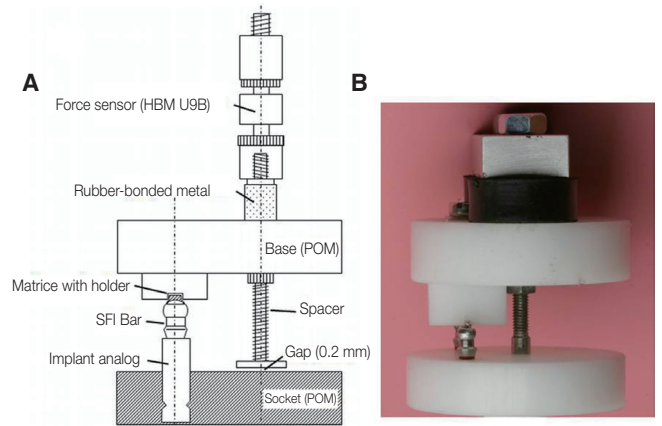 A
B
Force sensor (HBM U9B)
Rubber-bonded metal
Base (POM)
Matrice with holder
Spacer
SFI Bar
Gap (0.2 mm)
Implant analog
Socket (POM)